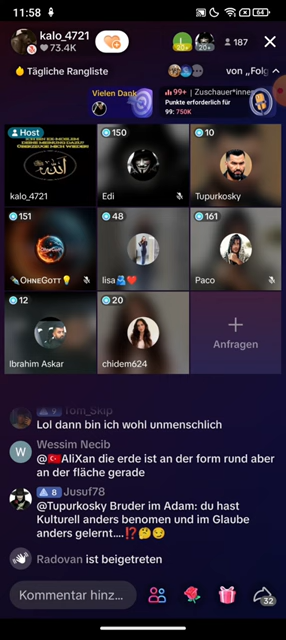 11:58
64
kalo_4721
73.4K
20+
20+
187
Tägliche Rangliste
von „Folg
Vielen Dank
99+ | Zuschauer*innen
Punkte erforderlich für
99: 750K
Host
kalo_4721
150
Edi
10
Tupurkosky
151
OHNEGOTT
48
lisa
161
Paco
12
Ibrahim Askar
20
chidem624
+
Anfragen
9 Tom_Skip
Lol dann bin ich wohl unmenschlich
W
Wessim Necib
@🇹🇷AliXan die erde ist an der form rund aber
an der fläche gerade
8 Jusuf78
@Tupurkosky Bruder im Adam: du hast
Kulturell anders benomen und im Glaube
anders gelernt....⁉️🤔😏
Radovan ist beigetreten
Kommentar hinz...
32